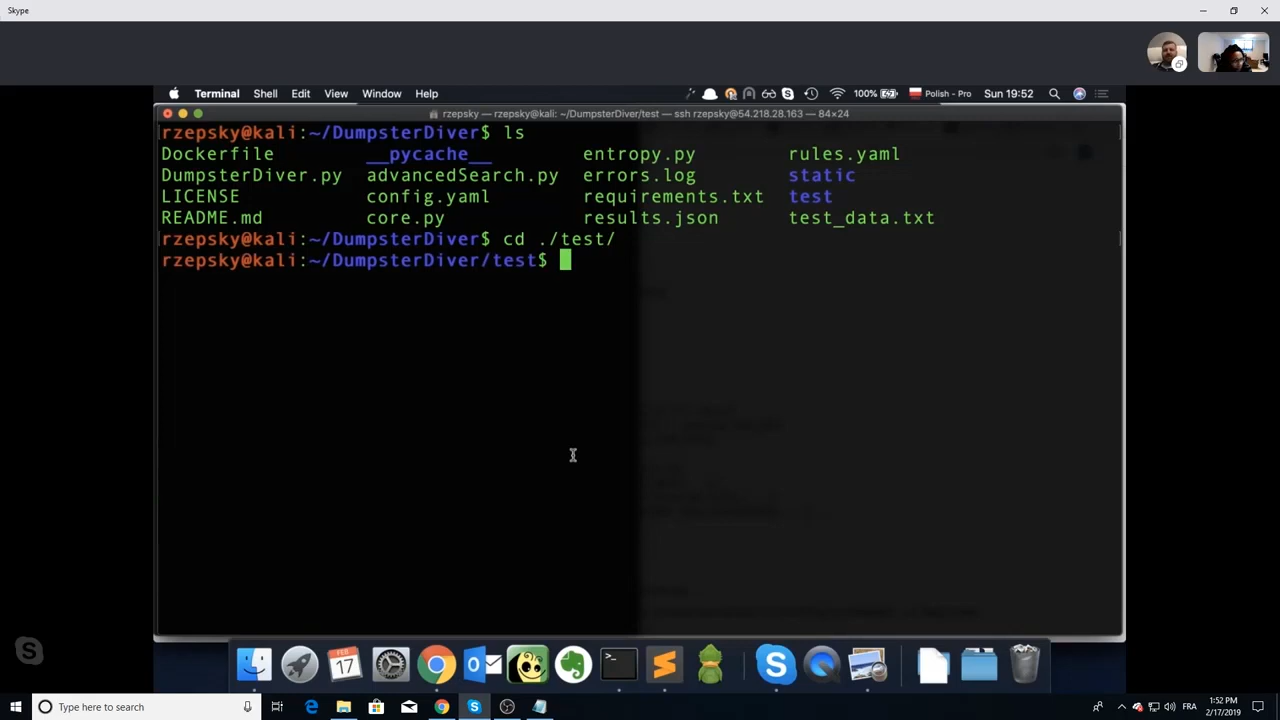 Skype
Terminal Shell Edit View Window Help 100% Polish - Pro Sun 19:52
rzepsky — rzepsky@kali: ~/DumpsterDiver/test — ssh rzepsky@54.218.28.163 — 84×24
rzepsky@kali:~/DumpsterDiver$ ls
Dockerfile __pycache__ entropy.py rules.yaml
DumpsterDiver.py advancedSearch.py errors.log static
LICENSE config.yaml requirements.txt test
README.md core.py results.json test_data.txt
rzepsky@kali:~/DumpsterDiver$ cd ./test/
rzepsky@kali:~/DumpsterDiver/test$
FEB
17
Type here to search
FRA
1:52 PM
2/17/2019